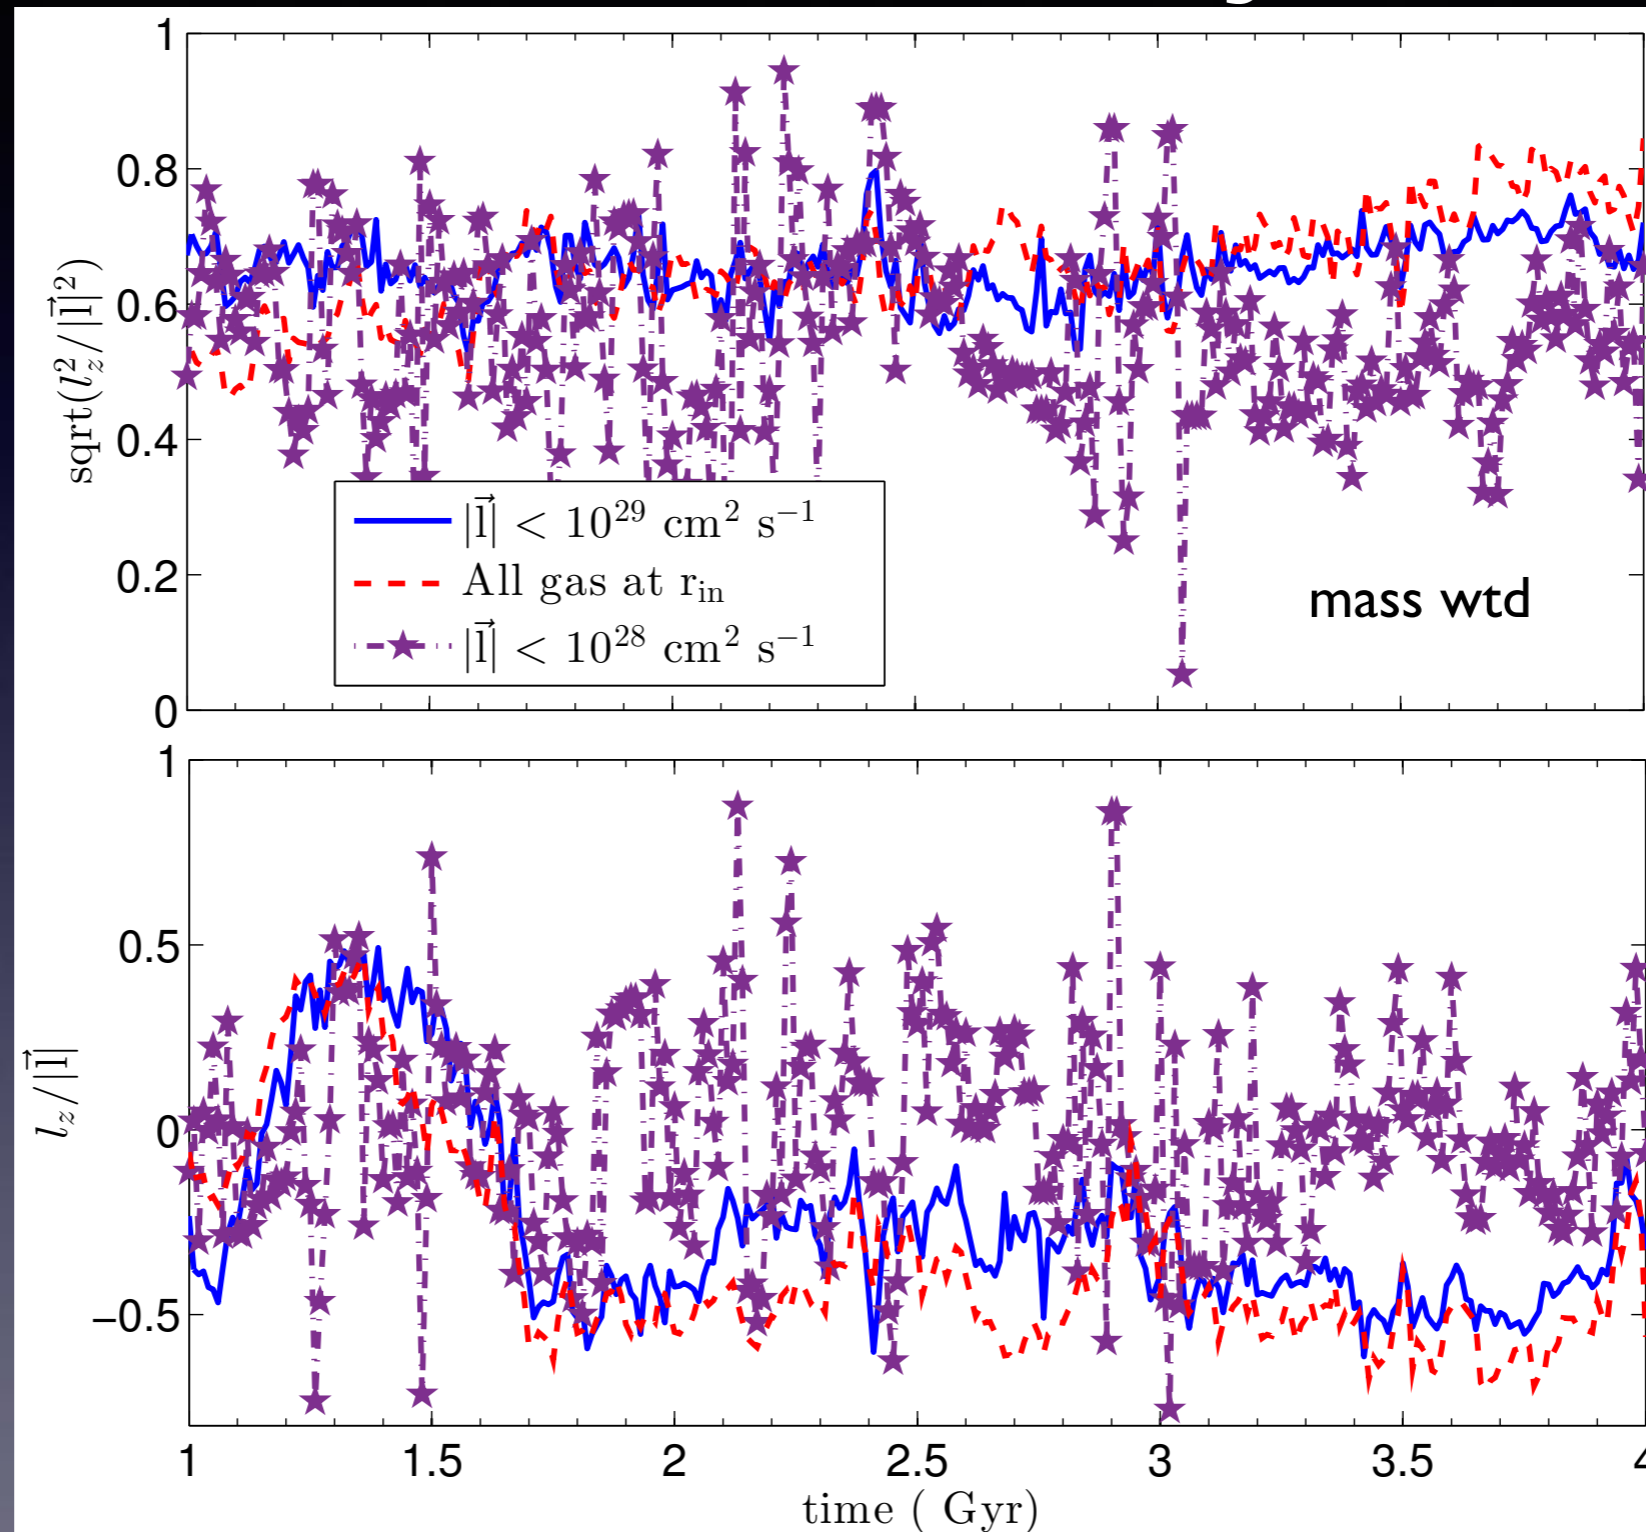 1
0.8
0.6
0.4
0.2
0
sqrt(l_z^2/|l⃗|^2)
|l⃗| < 10^29 cm^2 s^−1
All gas at r_in
|l⃗| < 10^28 cm^2 s^−1
mass wtd
1
0.5
0
−0.5
l_z/|l⃗|
1 1.5 2 2.5 3 3.5 4
time ( Gyr)